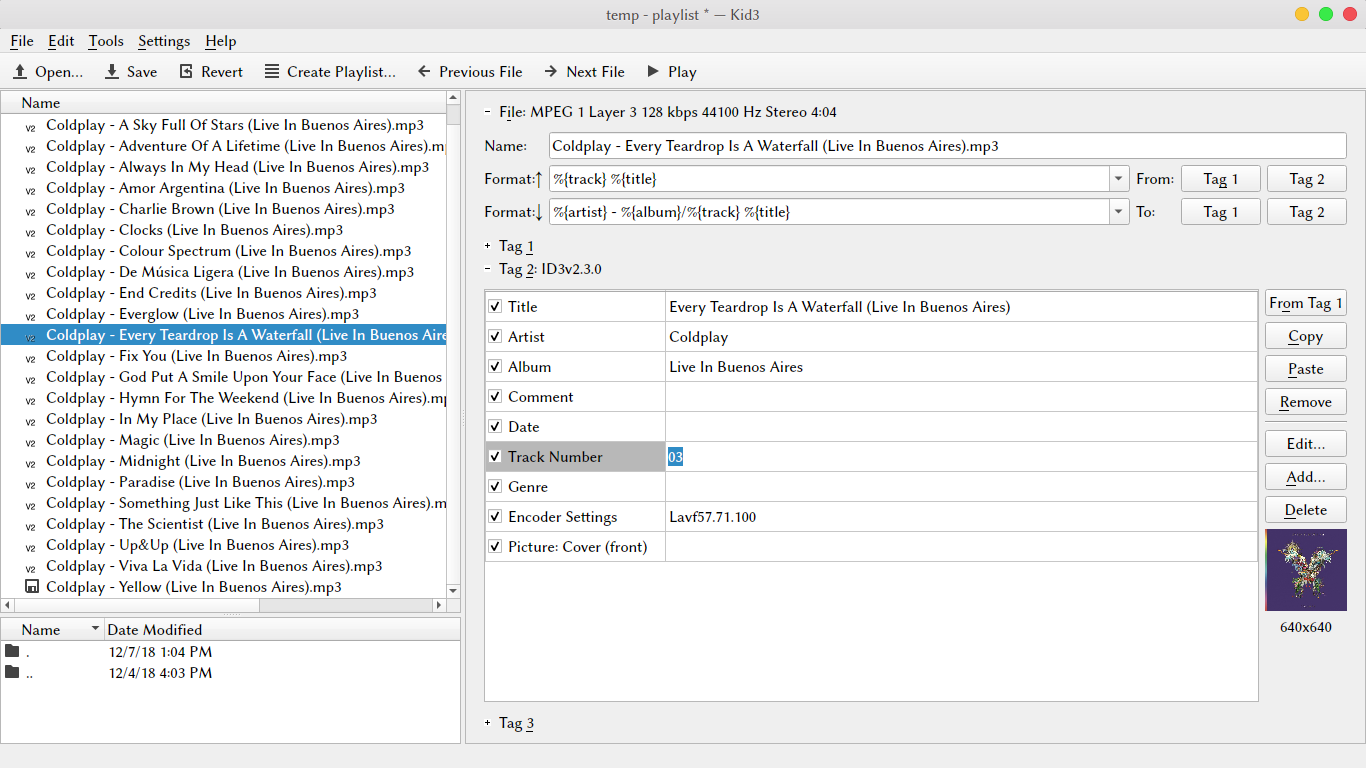 temp - playlist * — Kid3
File Edit Tools Settings Help
Open... Save Revert Create Playlist... Previous File Next File Play
Name
v2 Coldplay - A Sky Full Of Stars (Live In Buenos Aires).mp3
v2 Coldplay - Adventure Of A Lifetime (Live In Buenos Aires).m
v2 Coldplay - Always In My Head (Live In Buenos Aires).mp3
v2 Coldplay - Amor Argentina (Live In Buenos Aires).mp3
v2 Coldplay - Charlie Brown (Live In Buenos Aires).mp3
v2 Coldplay - Clocks (Live In Buenos Aires).mp3
v2 Coldplay - Colour Spectrum (Live In Buenos Aires).mp3
v2 Coldplay - De Música Ligera (Live In Buenos Aires).mp3
v2 Coldplay - End Credits (Live In Buenos Aires).mp3
v2 Coldplay - Everglow (Live In Buenos Aires).mp3
v2 Coldplay - Every Teardrop Is A Waterfall (Live In Buenos Aire
v2 Coldplay - Fix You (Live In Buenos Aires).mp3
v2 Coldplay - God Put A Smile Upon Your Face (Live In Buenos
v2 Coldplay - Hymn For The Weekend (Live In Buenos Aires).m
v2 Coldplay - In My Place (Live In Buenos Aires).mp3
v2 Coldplay - Magic (Live In Buenos Aires).mp3
v2 Coldplay - Midnight (Live In Buenos Aires).mp3
v2 Coldplay - Paradise (Live In Buenos Aires).mp3
v2 Coldplay - Something Just Like This (Live In Buenos Aires).m
v2 Coldplay - The Scientist (Live In Buenos Aires).mp3
v2 Coldplay - Up&Up (Live In Buenos Aires).mp3
v2 Coldplay - Viva La Vida (Live In Buenos Aires).mp3
Coldplay - Yellow (Live In Buenos Aires).mp3
Name Date Modified
. 12/7/18 1:04 PM
.. 12/4/18 4:03 PM
File: MPEG 1 Layer 3 128 kbps 44100 Hz Stereo 4:04
Name: Coldplay - Every Teardrop Is A Waterfall (Live In Buenos Aires).mp3
Format:↑ %{track} %{title} From: Tag 1 Tag 2
Format:↓ %{artist} - %{album}/%{track} %{title} To: Tag 1 Tag 2
+ Tag 1
- Tag 2: ID3v2.3.0
Title Every Teardrop Is A Waterfall (Live In Buenos Aires)
Artist Coldplay
Album Live In Buenos Aires
Comment
Date
Track Number 03
Genre
Encoder Settings Lavf57.71.100
Picture: Cover (front)
From Tag 1
Copy
Paste
Remove
Edit...
Add...
Delete
640x640
+ Tag 3